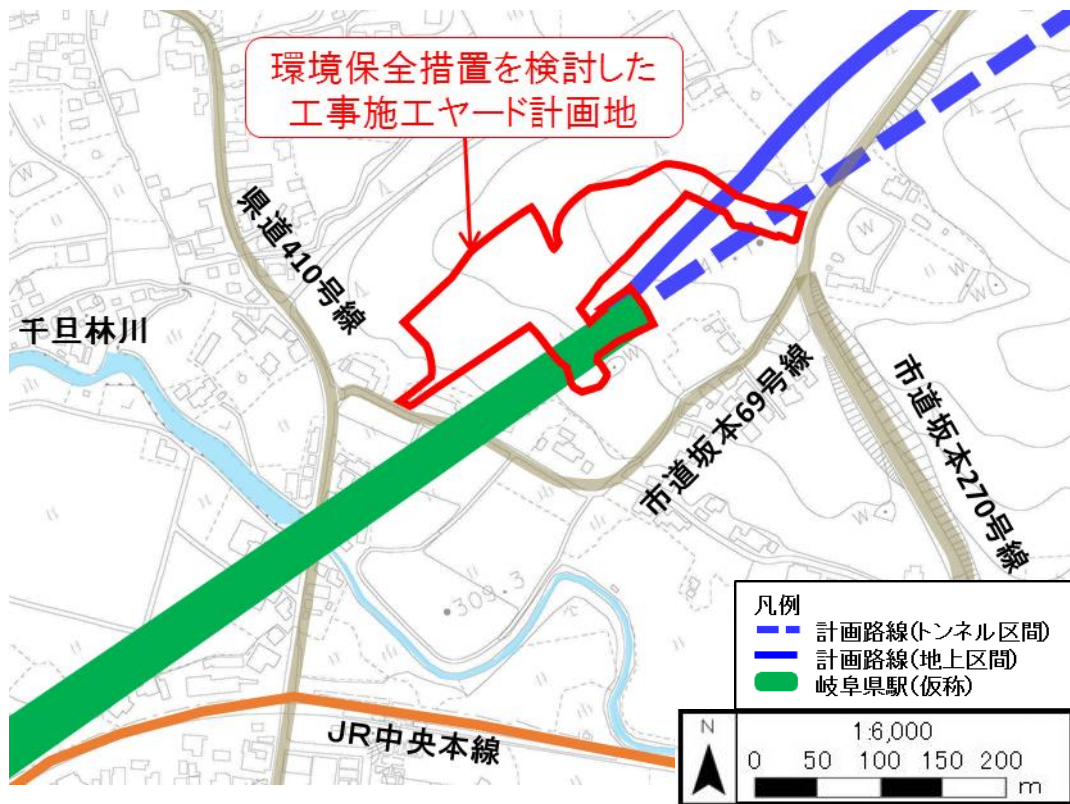 環境保全措置を検討した
工事施工ヤード計画地
県道410号線
千旦林川
市道坂本69号線
市道坂本270号線
309.3
JR中央本線
凡例
計画路線(トンネル区間)
計画路線(地上区間)
岐阜県駅(仮称)
N
1:6,000
0 50 100 150 200
m